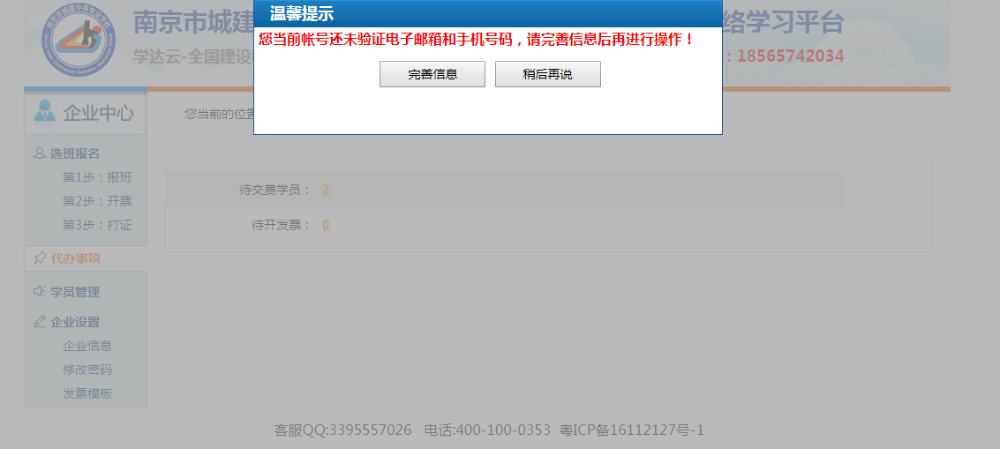 温馨提示
南京市城建
络学习平台
您当前帐号还未验证电子邮箱和手机号码，请完善信息后再进行操作！
学达云-全国建设
：18565742034
完善信息 稍后再说
企业中心
您当前的位置
选班报名
第1步：报班
第2步：开票
第3步：打证
待交费学员： 2
待开发票： 0
代办事项
学员管理
企业设置
企业信息
修改密码
发票模板
客服QQ:3395557026 电话:400-100-0353 粤ICP备16112127号-1